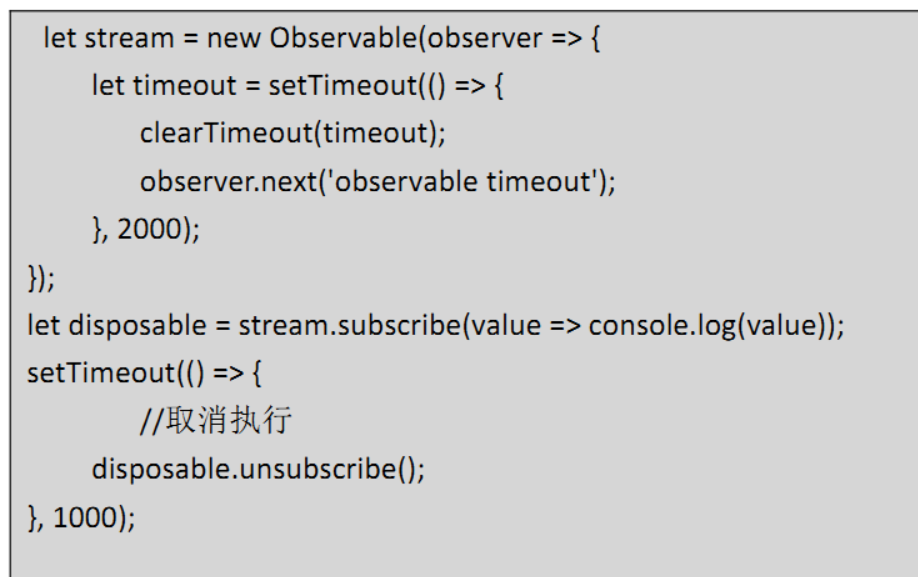 let stream = new Observable(observer => {
let timeout = setTimeout(() => {
clearTimeout(timeout);
observer.next('observable timeout');
}, 2000);
});
let disposable = stream.subscribe(value => console.log(value));
setTimeout(() => {
//取消执行
disposable.unsubscribe();
}, 1000);